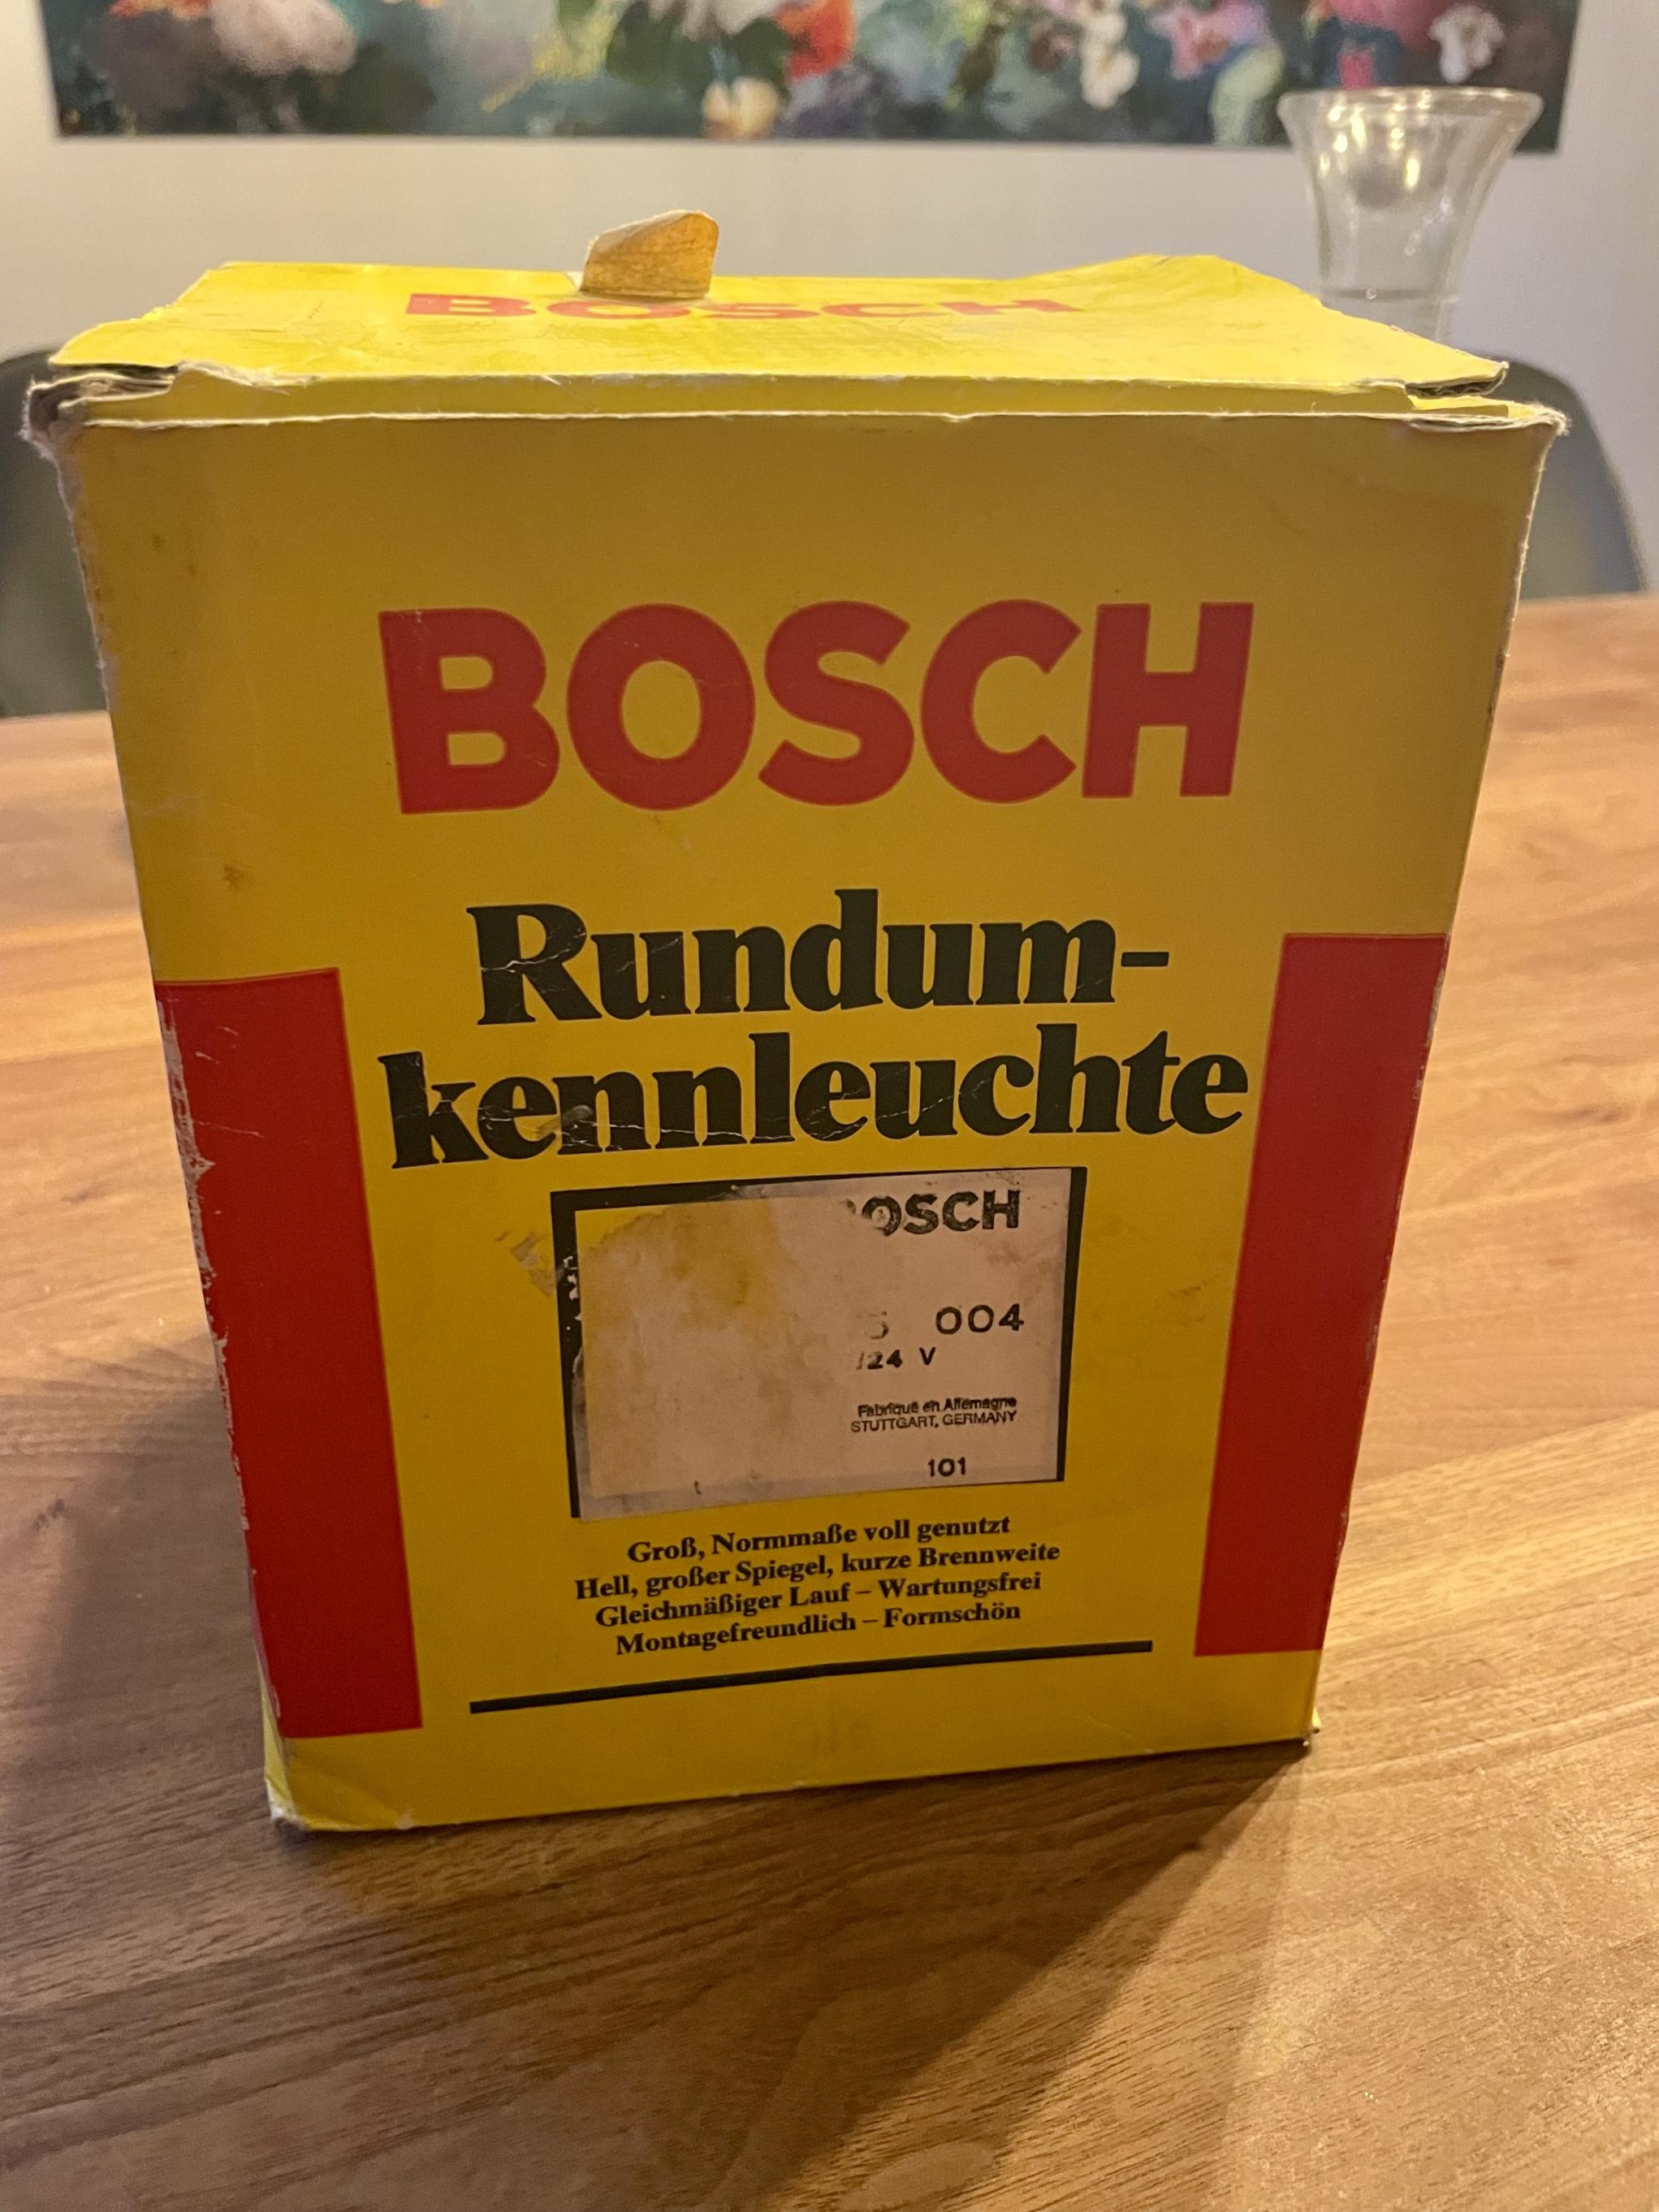 BOSCH
BOSCH
Rundum-
kennleuchte
OSCH
004
24 V
Fabriqué en Allemagne
STUTTGART, GERMANY
101
Groß, Normmaße voll genutzt
Hell, großer Spiegel, kurze Brennweite
Gleichmäßiger Lauf – Wartungsfrei
Montagefreundlich – Formschön